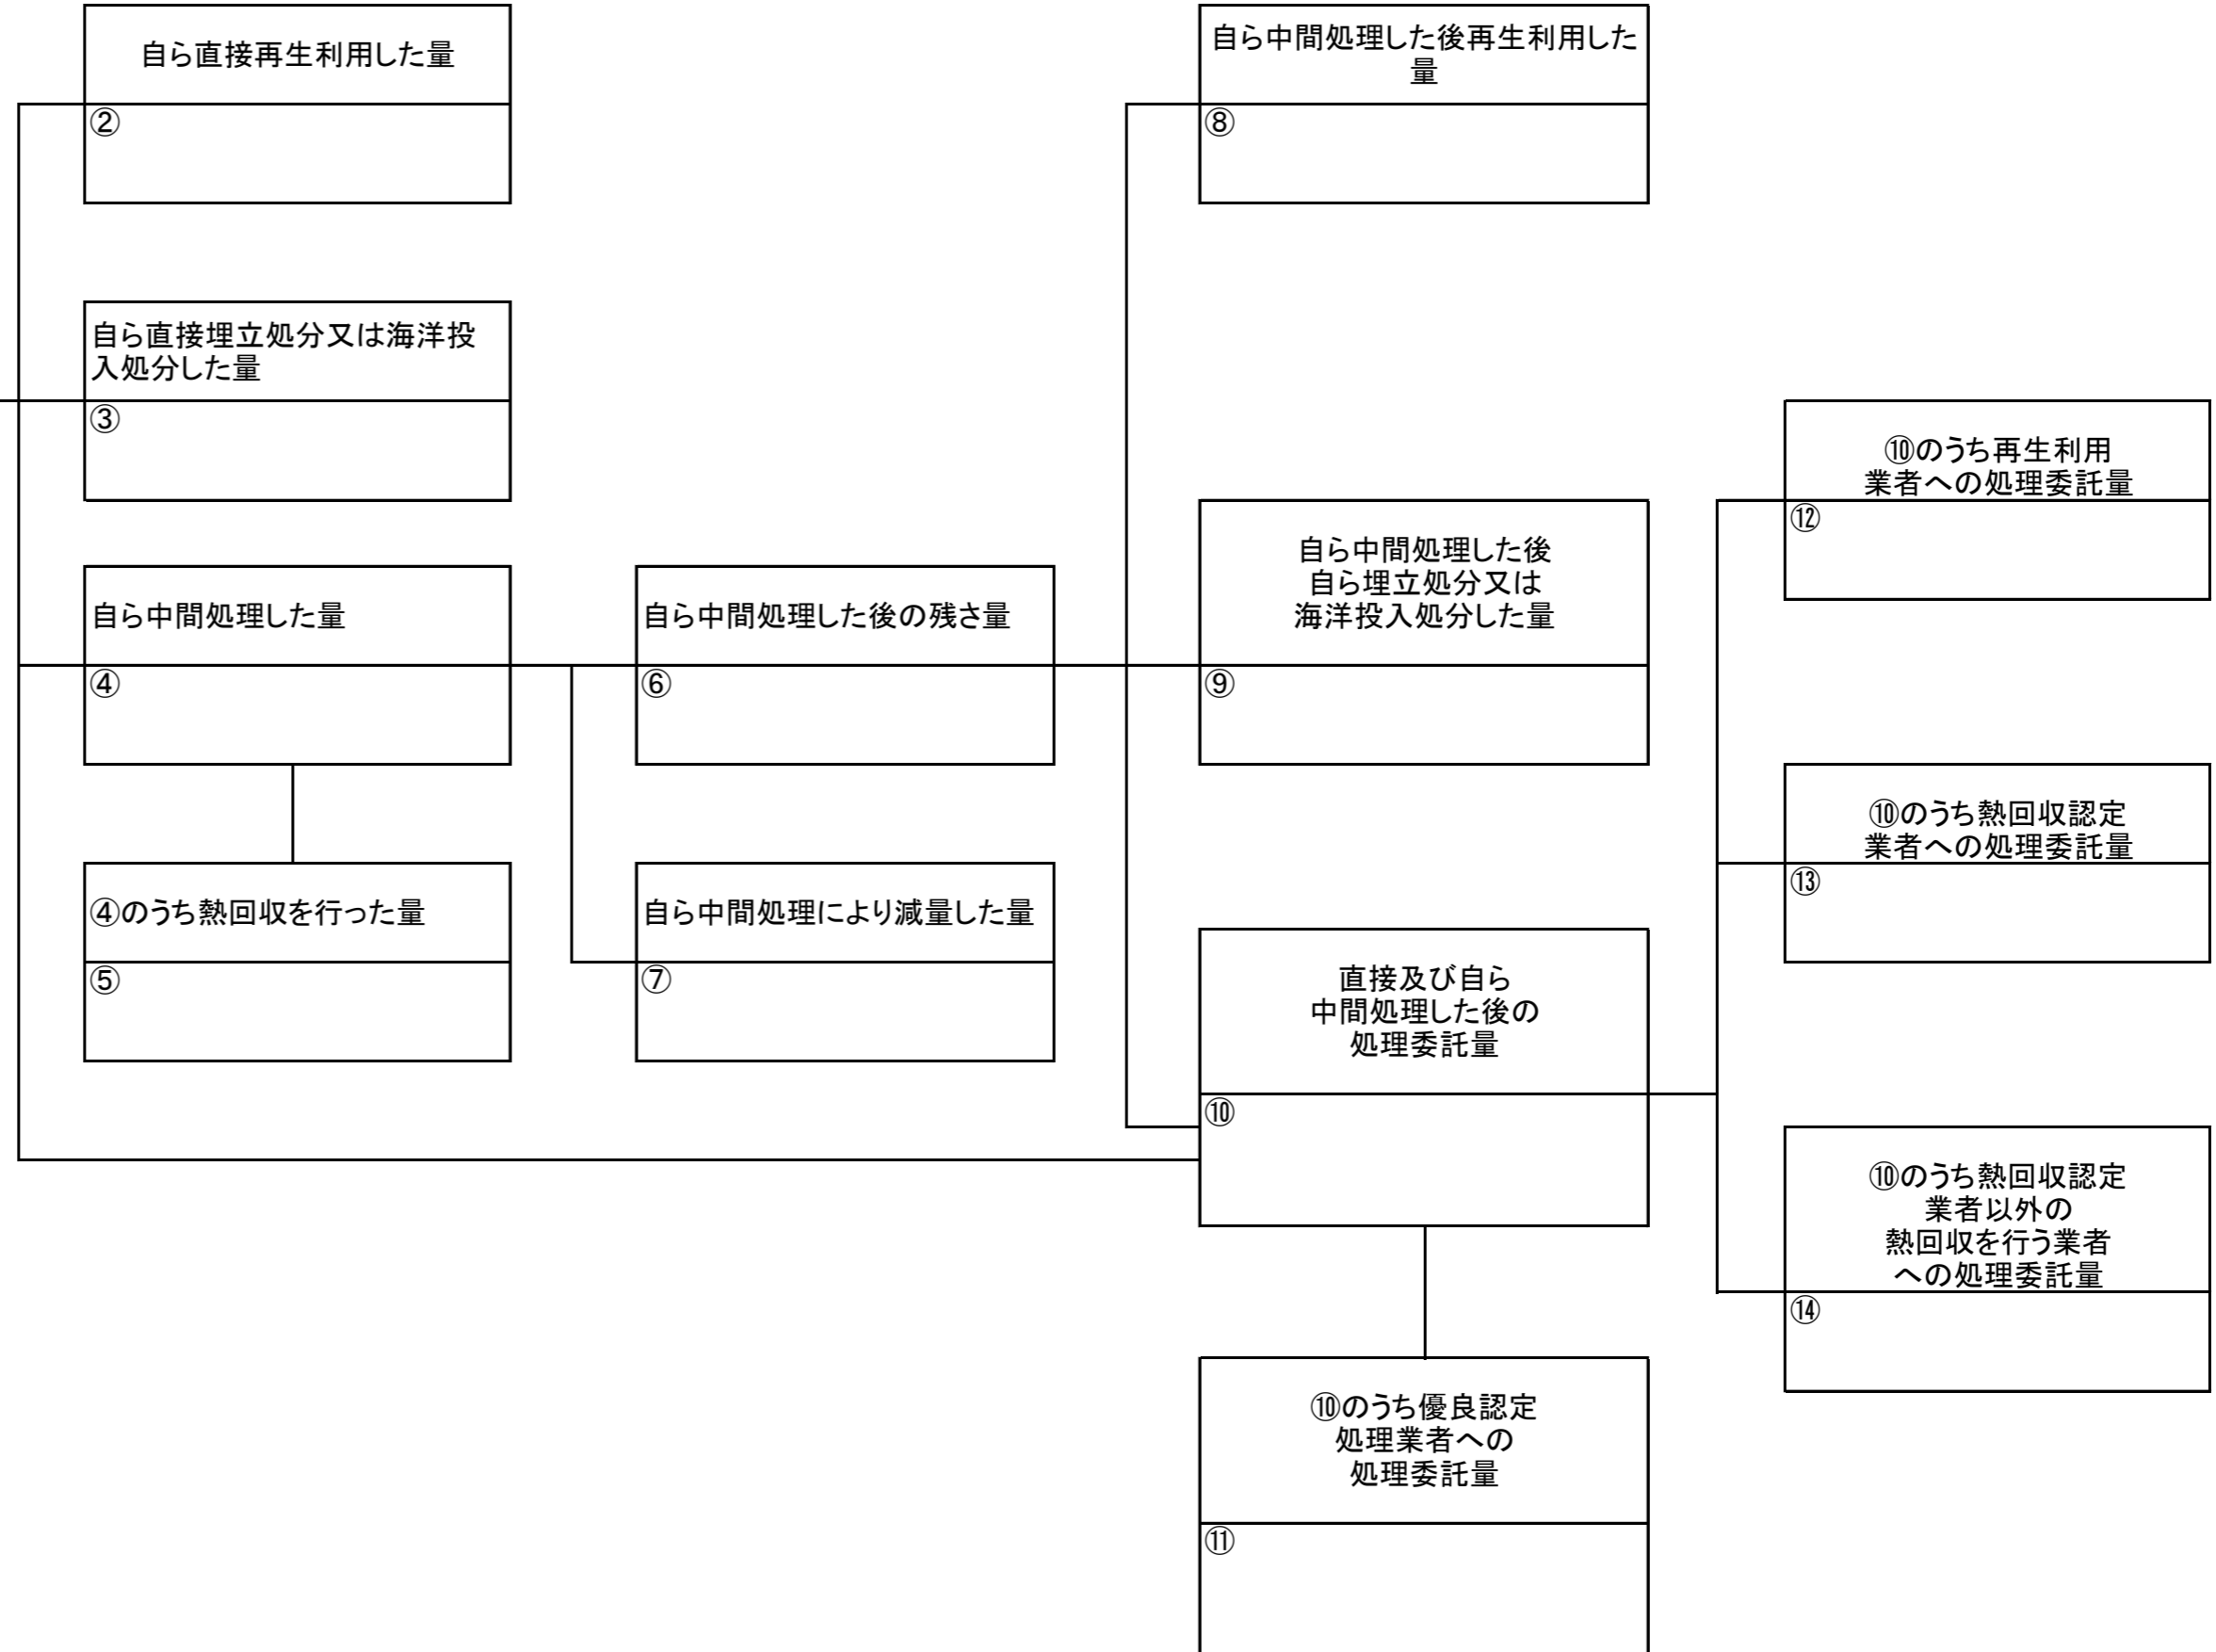 自ら直接再生利用した量
②
自ら中間処理した後再生利用した
量
⑧
自ら直接埋立処分又は海洋投
入処分した量
③
⑩のうち再生利用
業者への処理委託量
⑫
自ら中間処理した量
④
自ら中間処理した後の残さ量
⑥
自ら中間処理した後
自ら埋立処分又は
海洋投入処分した量
⑨
⑩のうち熱回収認定
業者への処理委託量
⑬
④のうち熱回収を行った量
⑤
自ら中間処理により減量した量
⑦
直接及び自ら
中間処理した後の
処理委託量
⑩
⑩のうち熱回収認定
業者以外の
熱回収を行う業者
への処理委託量
⑭
⑩のうち優良認定
処理業者への
処理委託量
⑪